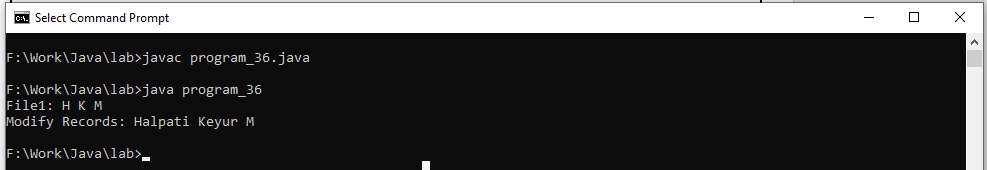 Select Command Prompt
F:\Work\Java\lab>javac program_36.java
F:\Work\Java\lab>java program_36
File1: H K M
Modify Records: Halpati Keyur M
F:\Work\Java\lab>